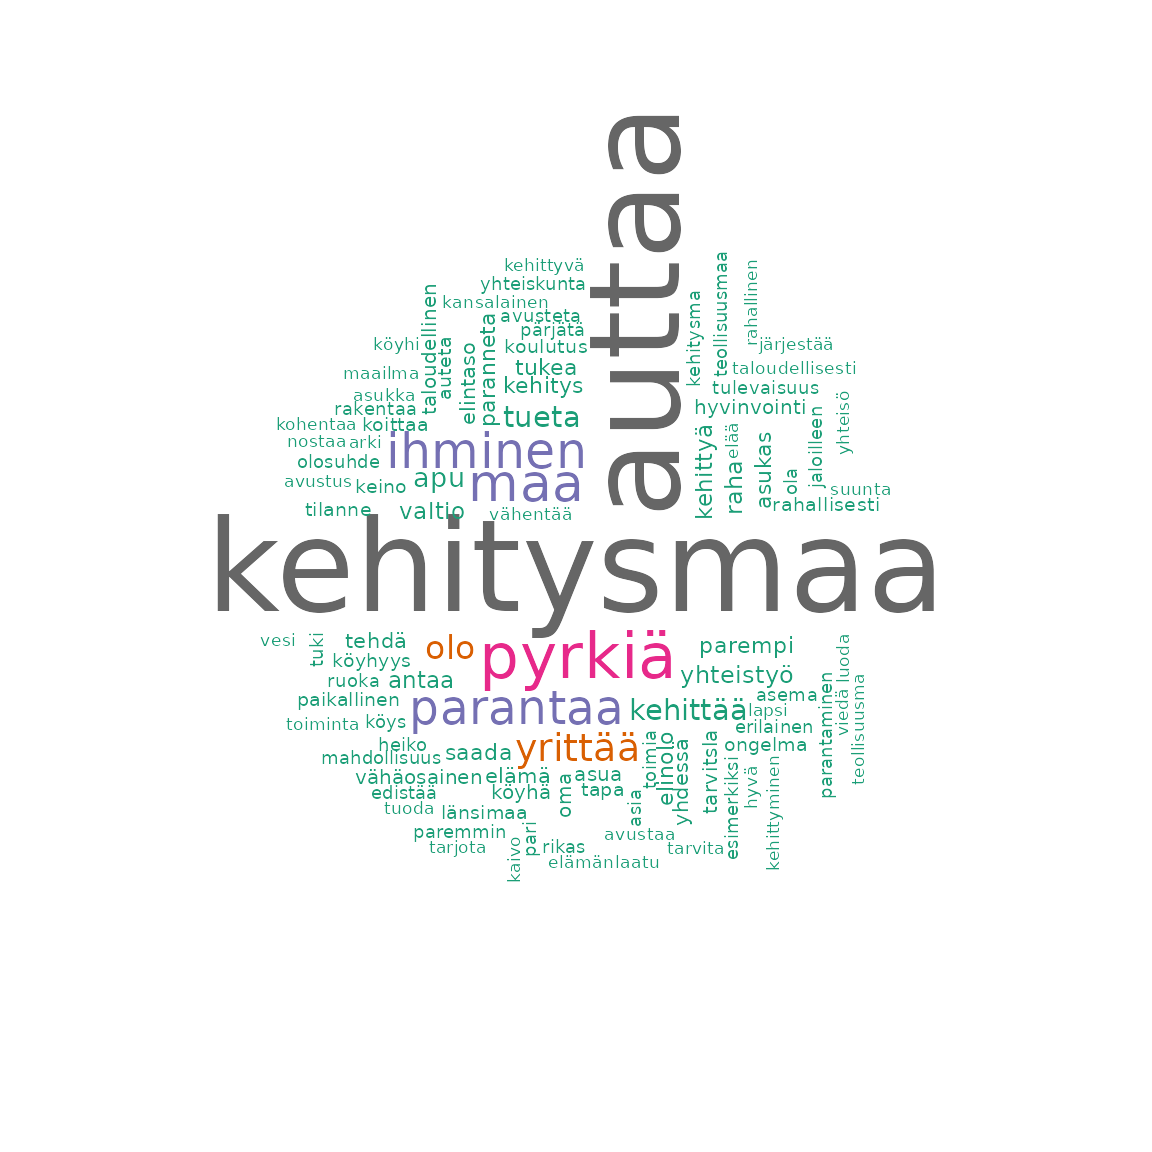 auttaa
kehittyvä
yhteiskunta
kansalainen
avusteta
pärjätä
koulutus
tukea
kehitys
tueta
taloudellinen
auteta
elintaso
paranneta
köyhi
maailma
asukka
rakentaa
kohentaa
koittaa
nostaa
arki
ihminen
olosuhde
avustus
keino
apu
maa
tilanne
valtio
vähentää
kehitysma
teollisuusmaa
rahallinen
järjestää
taloudellisesti
tulevaisuus
hyvinvointi
kehittyä
raha
elää
asukas
ola
jaloilleen
yhteisö
suunta
rahallisesti
kehitysmaa
vesi
tuki
tehdä
olo
pyrkiä
parempi
köyhyys
ruoka
antaa
yhteistyö
paikallinen
parantaa
kehittää
asema
lapsi
toiminta
köys
erilainen
parantaminen
viedä
luoda
teollisuusma
heiko
mahdollisuus
saada
yrittää
toimia
elinolo
yhdessa
tarvitsla
ongelma
vähäosainen
elämä
asua
edistää
köyhä
oma
tapa
asia
esimerkiksi
hyvä
kehittyminen
tuoda
länsimaa
paremmin
pari
avustaa
tarjota
kaivo
rikas
tarvita
elämänlaatu